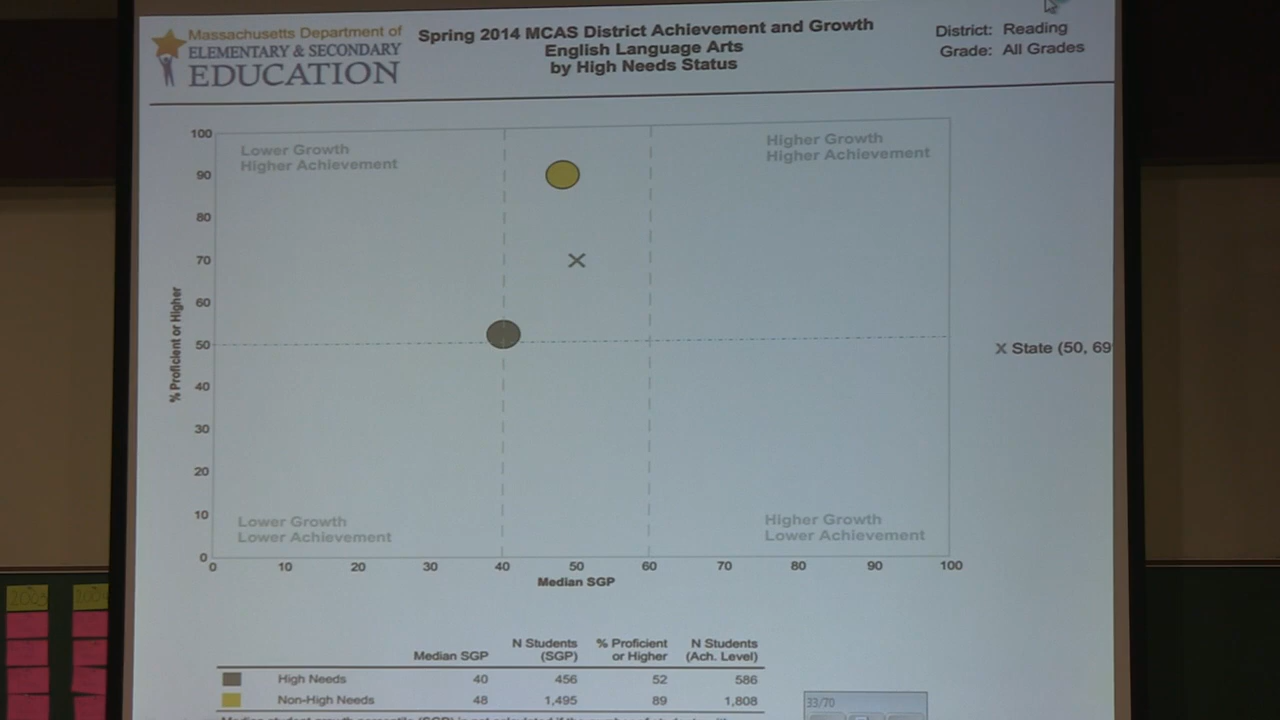 Massachusetts Department of
ELEMENTARY & SECONDARY
EDUCATION
Spring 2014 MCAS District Achievement and Growth
English Language Arts
by High Needs Status
District: Reading
Grade: All Grades
Lower Growth
Higher Achievement
Higher Growth
Higher Achievement
100
90
80
70
60
50
40
30
20
10
0
% Proficient or Higher
X State (50, 69
Lower Growth
Lower Achievement
Higher Growth
Lower Achievement
0 10 20 30 40 50 60 70 80 90 100
Median SGP
Median SGP N Students (SGP) % Proficient or Higher N Students (Ach. Level)
High Needs 40 456 52 586
Non-High Needs 48 1,495 89 1,808
33/70
2003